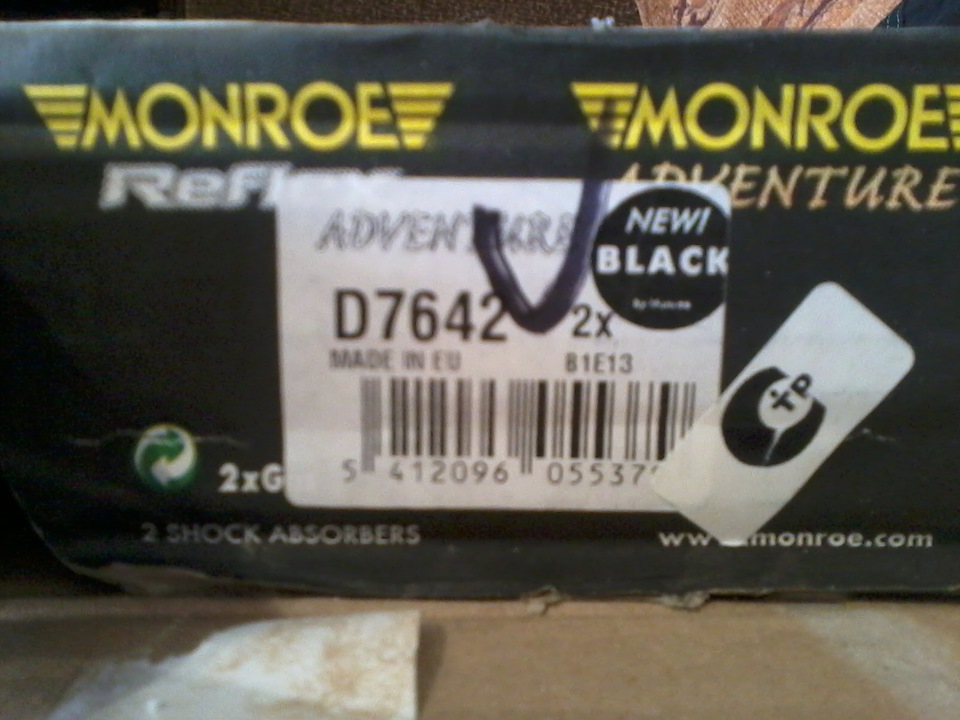 MONROE MONROE
Reflex ADVENTURE
ADVENTURE NEW!
BLACK
D7642 2x
MADE IN EU B1E13
5 412096 05537
2xG
2 SHOCK ABSORBERS
monroe.com